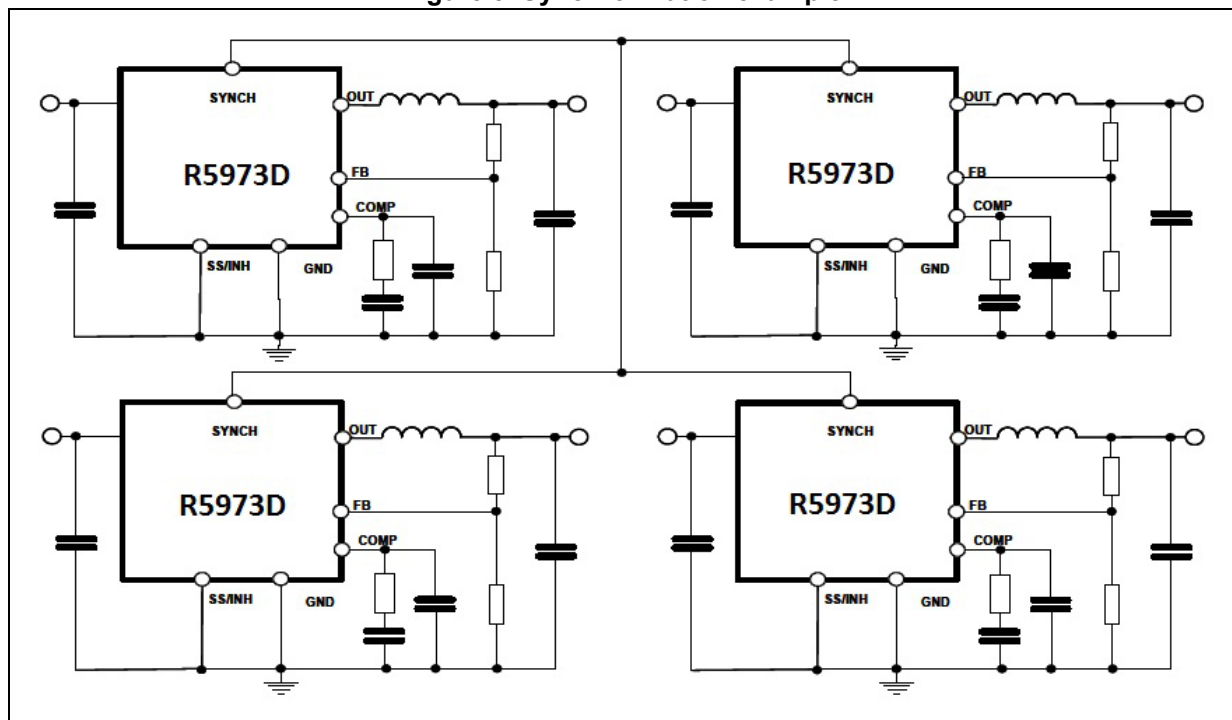 SYNCH
OUT
R5973D
FB
COMP
SS/INH
GND
SYNCH
OUT
R5973D
FB
COMP
SS/INH
GND
SYNCH
OUT
R5973D
FB
COMP
SS/INH
GND
SYNCH
OUT
R5973D
FB
COMP
SS/INH
GND